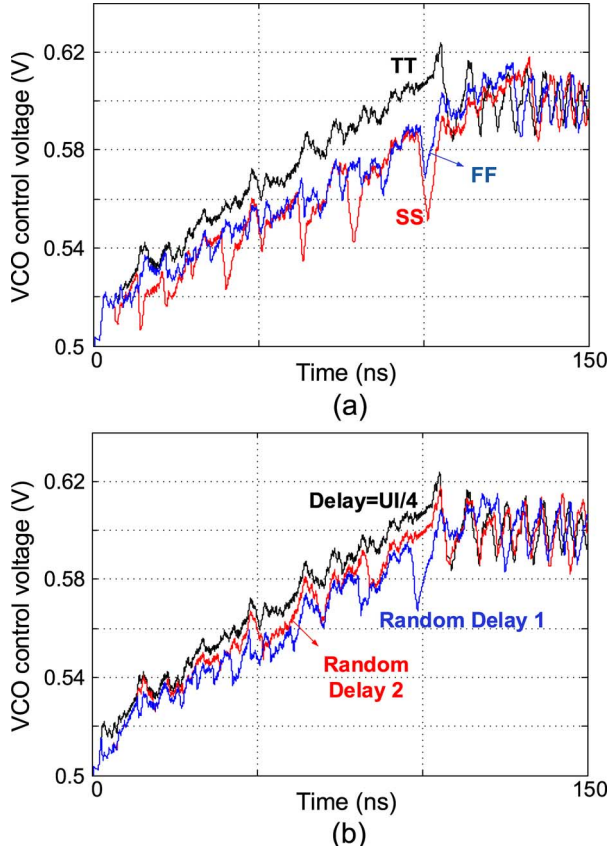 0.62
TT
0.58
FF
SS
0.54
0.5
VCO control voltage (V)
0
150
Time (ns)
(a)
0.62
Delay=UI/4
0.58
Random Delay 1
Random
Delay 2
0.54
0.5
VCO control voltage (V)
0
150
Time (ns)
(b)